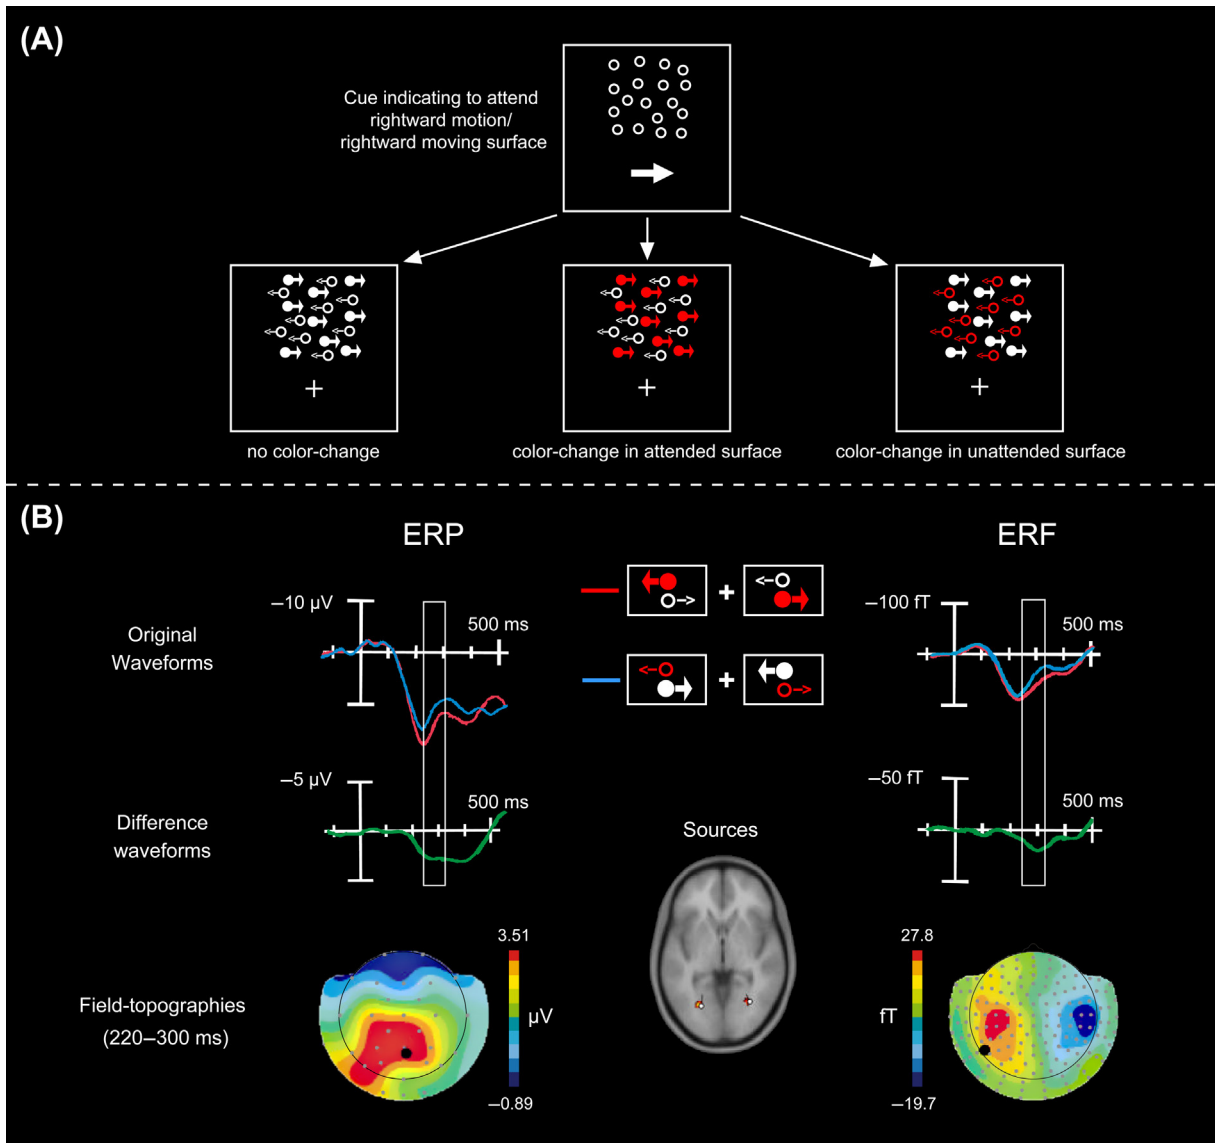 (A)
Cue indicating to attend
rightward motion/
rightward moving surface
no color-change
color-change in attended surface
color-change in unattended surface
(B)
ERP
ERF
Original
Waveforms
–10 µV
500 ms
–100 fT
500 ms
Difference
waveforms
–5 µV
500 ms
–50 fT
500 ms
Sources
Field-topographies
(220–300 ms)
3.51
µV
–0.89
27.8
fT
–19.7